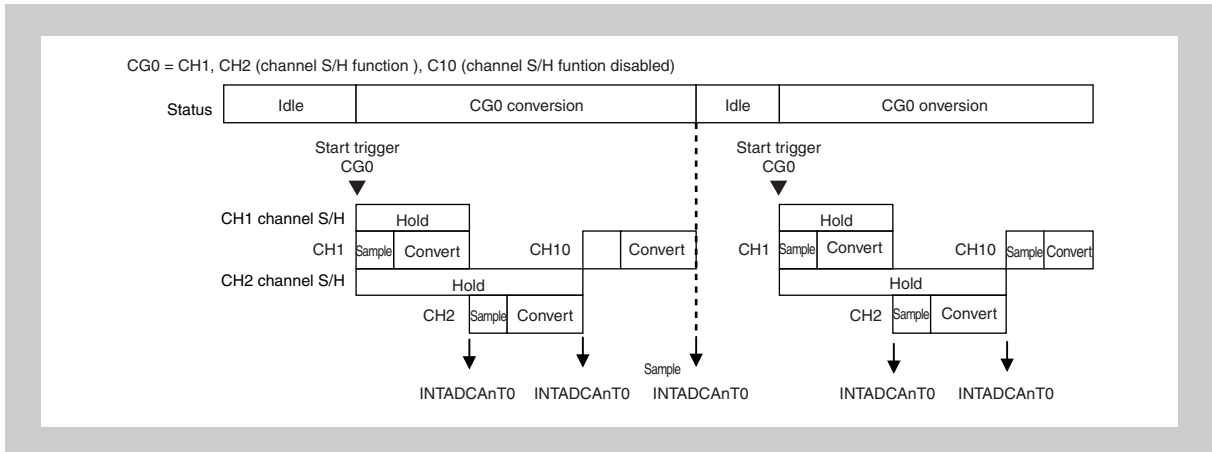 CG0 = CH1, CH2 (channel S/H function ), C10 (channel S/H funtion disabled)
Status Idle CG0 conversion Idle CG0 onversion
Start trigger Start trigger
CG0 CG0
CH1 channel S/H Hold Hold
CH1 Sample Convert CH10 Convert CH1 Sample Convert CH10 Sample Convert
CH2 channel S/H Hold Hold
CH2 Sample Convert CH2 Sample Convert
Sample
INTADCAnT0 INTADCAnT0 INTADCAnT0 INTADCAnT0 INTADCAnT0